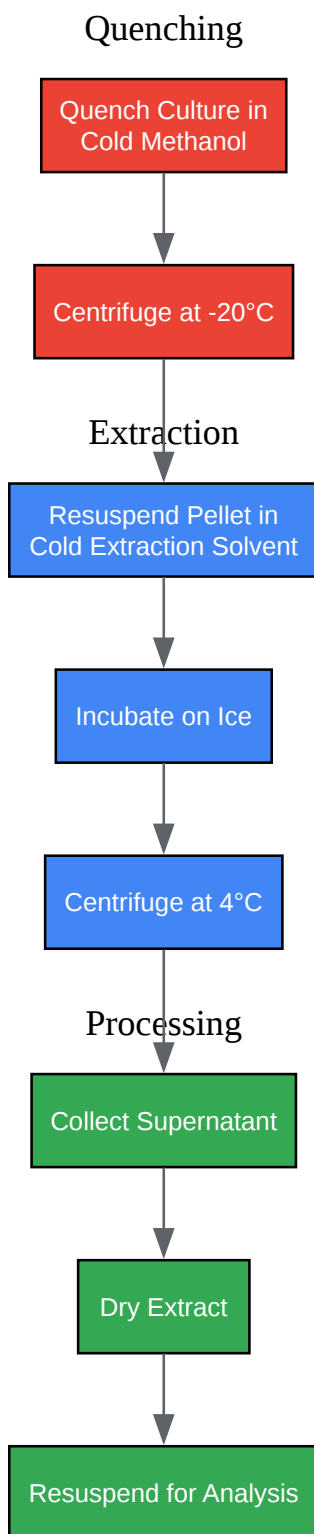 Quenching
Quench Culture in
Cold Methanol
Centrifuge at -20°C
Extraction
Resuspend Pellet in
Cold Extraction Solvent
Incubate on Ice
Centrifuge at 4°C
Processing
Collect Supernatant
Dry Extract
Resuspend for Analysis